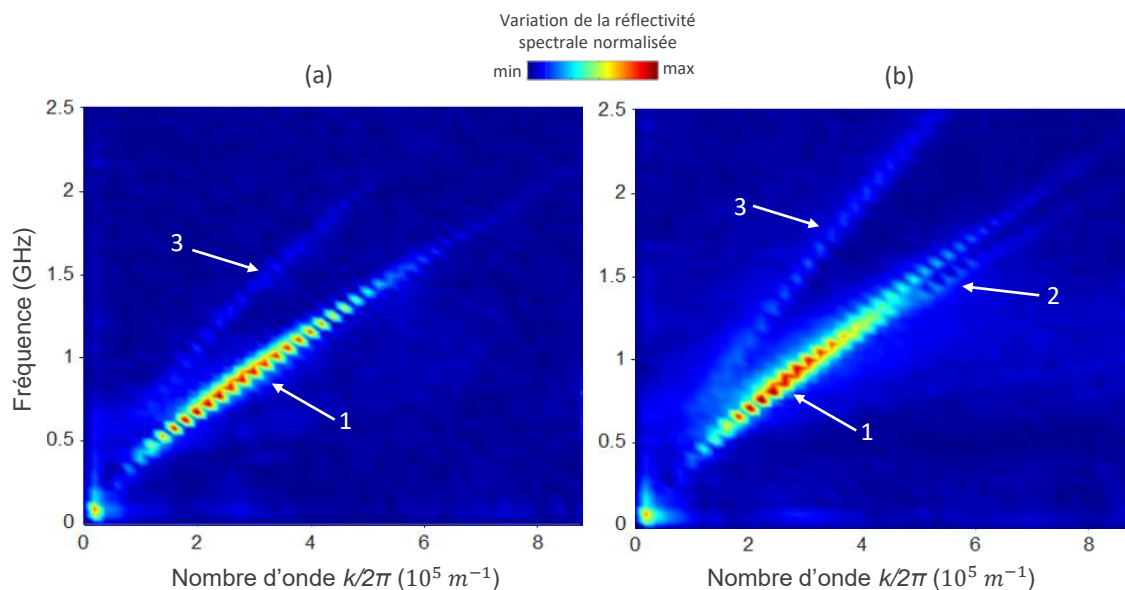 Variation de la réflectivité
spectrale normalisée
min max
(a)
(b)
2.5
2
1.5
1
0.5
0
Fréquence (GHz)
3
1
0 2 4 6 8
Nombre d'onde k/2π (10⁵ m⁻¹)
2.5
2
1.5
1
0.5
0
3
2
1
0 2 4 6 8
Nombre d'onde k/2π (10⁵ m⁻¹)